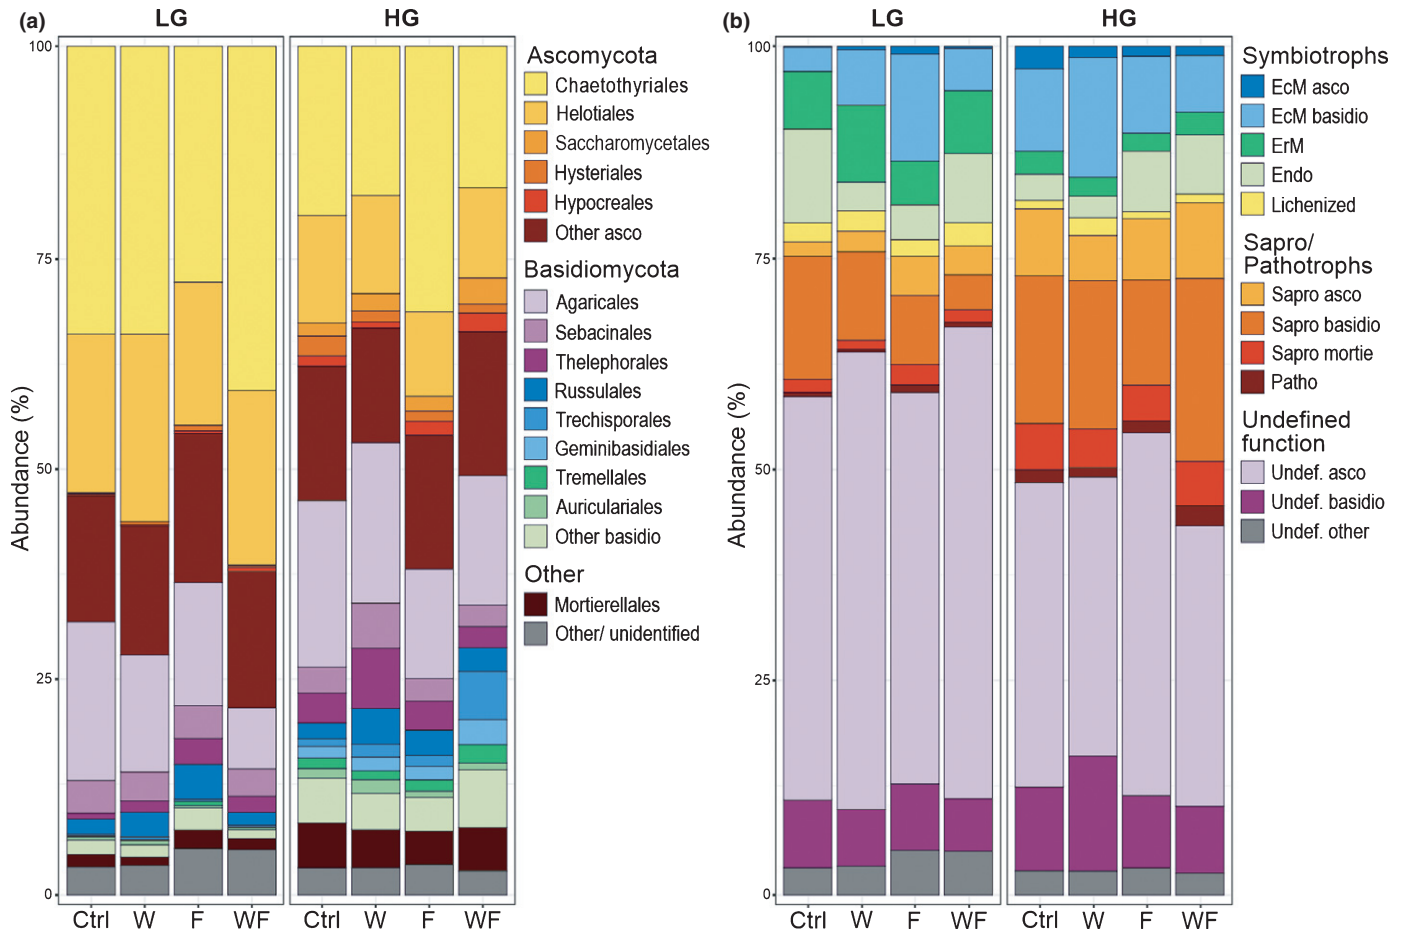 (a)
LG
HG
100
75
50
25
0
Abundance (%)
Ctrl
W
F
WF
Ctrl
W
F
WF
Ascomycota
Chaetothyriales
Helotiales
Saccharomycetales
Hysteriales
Hypocreales
Other asco
Basidiomycota
Agaricales
Sebacinales
Thelephorales
Russulales
Trechisporales
Geminibasidiales
Tremellales
Auriculariales
Other basidio
Other
Mortierellales
Other/ unidentified
(b)
LG
HG
100
75
50
25
0
Abundance (%)
Ctrl
W
F
WF
Ctrl
W
F
WF
Symbiotrophs
EcM asco
EcM basidio
ErM
Endo
Lichenized
Sapro/
Pathotrophs
Sapro asco
Sapro basidio
Sapro mortie
Patho
Undefined
function
Undef. asco
Undef. basidio
Undef. other